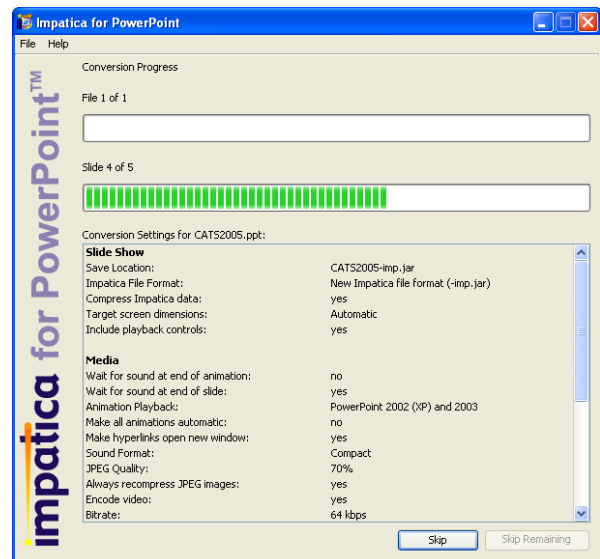 Impatica for PowerPoint
File Help
impatica for PowerPoint™
Conversion Progress
File 1 of 1
Slide 4 of 5
Conversion Settings for CATS2005.ppt:
Slide Show
Save Location: CATS2005-imp.jar
Impatica File Format: New Impatica file format (-imp.jar)
Compress Impatica data: yes
Target screen dimensions: Automatic
Include playback controls: yes
Media
Wait for sound at end of animation: no
Wait for sound at end of slide: yes
Animation Playback: PowerPoint 2002 (XP) and 2003
Make all animations automatic: no
Make hyperlinks open new window: yes
Sound Format: Compact
JPEG Quality: 70%
Always recompress JPEG images: yes
Encode video: yes
Bitrate: 64 kbps
Skip Skip Remaining